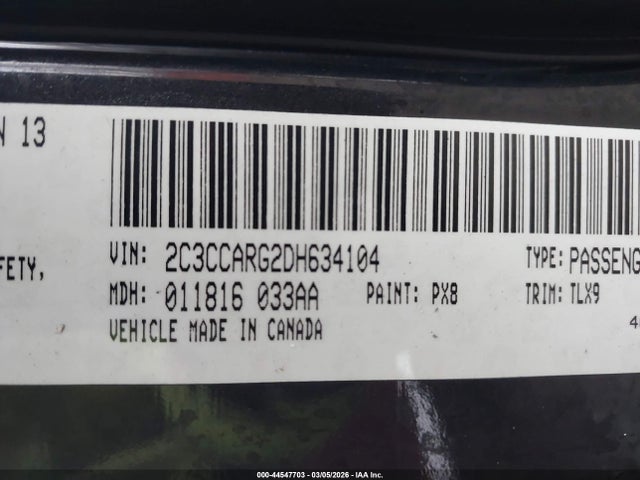 N 13
VIN: 2C3CCARG2DH634104 TYPE: PASSENG
FETY,
MDH: 011816 033AA PAINT: PX8 TRIM: TLX9
VEHICLE MADE IN CANADA
4
000-44547703 - 03/05/2026 - IAA Inc.